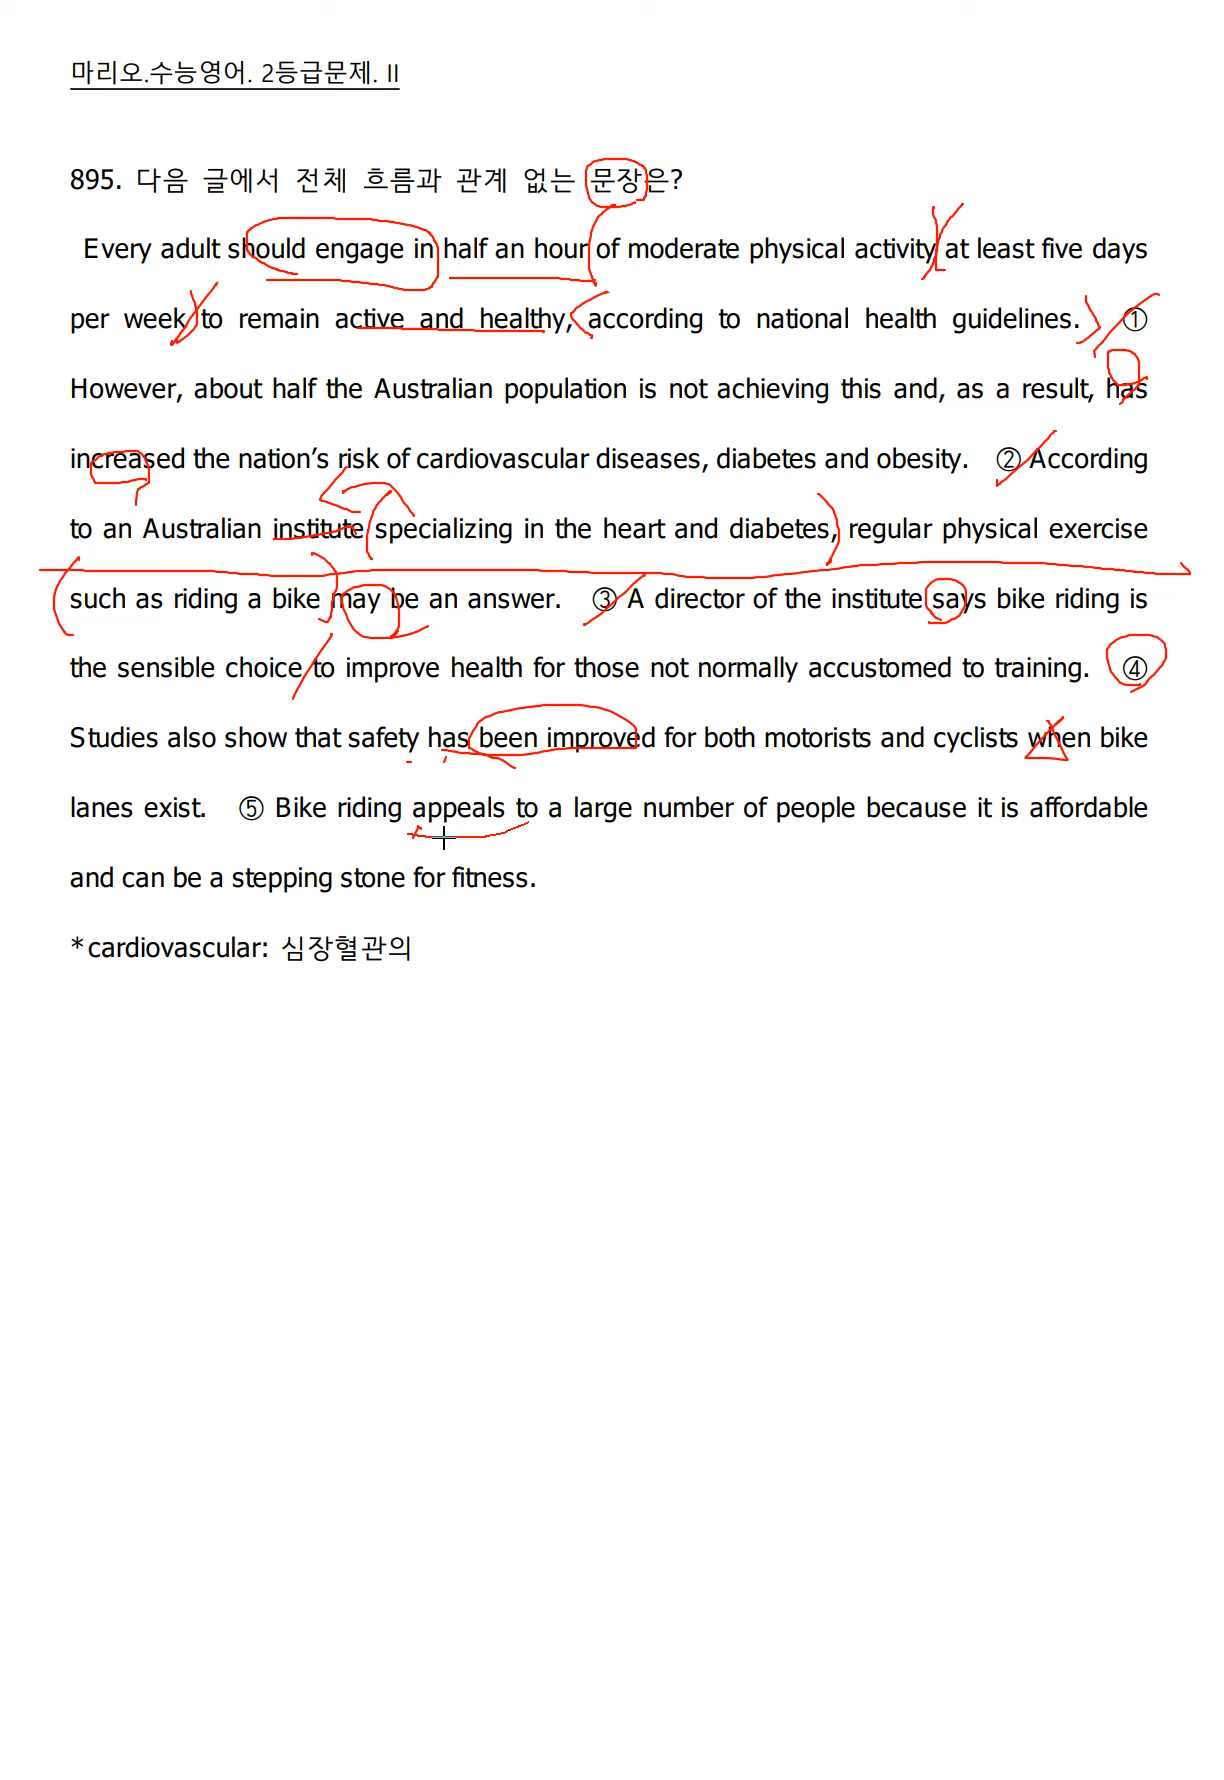 마리오.수능영어. 2등급문제. II
895. 다음 글에서 전체 흐름과 관계 없는 문장은?
Every adult should engage in half an hour of moderate physical activity at least five days
per week to remain active and healthy, according to national health guidelines. ①
However, about half the Australian population is not achieving this and, as a result, has
increased the nation’s risk of cardiovascular diseases, diabetes and obesity. ② According
to an Australian institute specializing in the heart and diabetes, regular physical exercise
such as riding a bike may be an answer. ③ A director of the institute says bike riding is
the sensible choice to improve health for those not normally accustomed to training. ④
Studies also show that safety has been improved for both motorists and cyclists when bike
lanes exist. ⑤ Bike riding appeals to a large number of people because it is affordable
and can be a stepping stone for fitness.
*cardiovascular: 심장혈관의